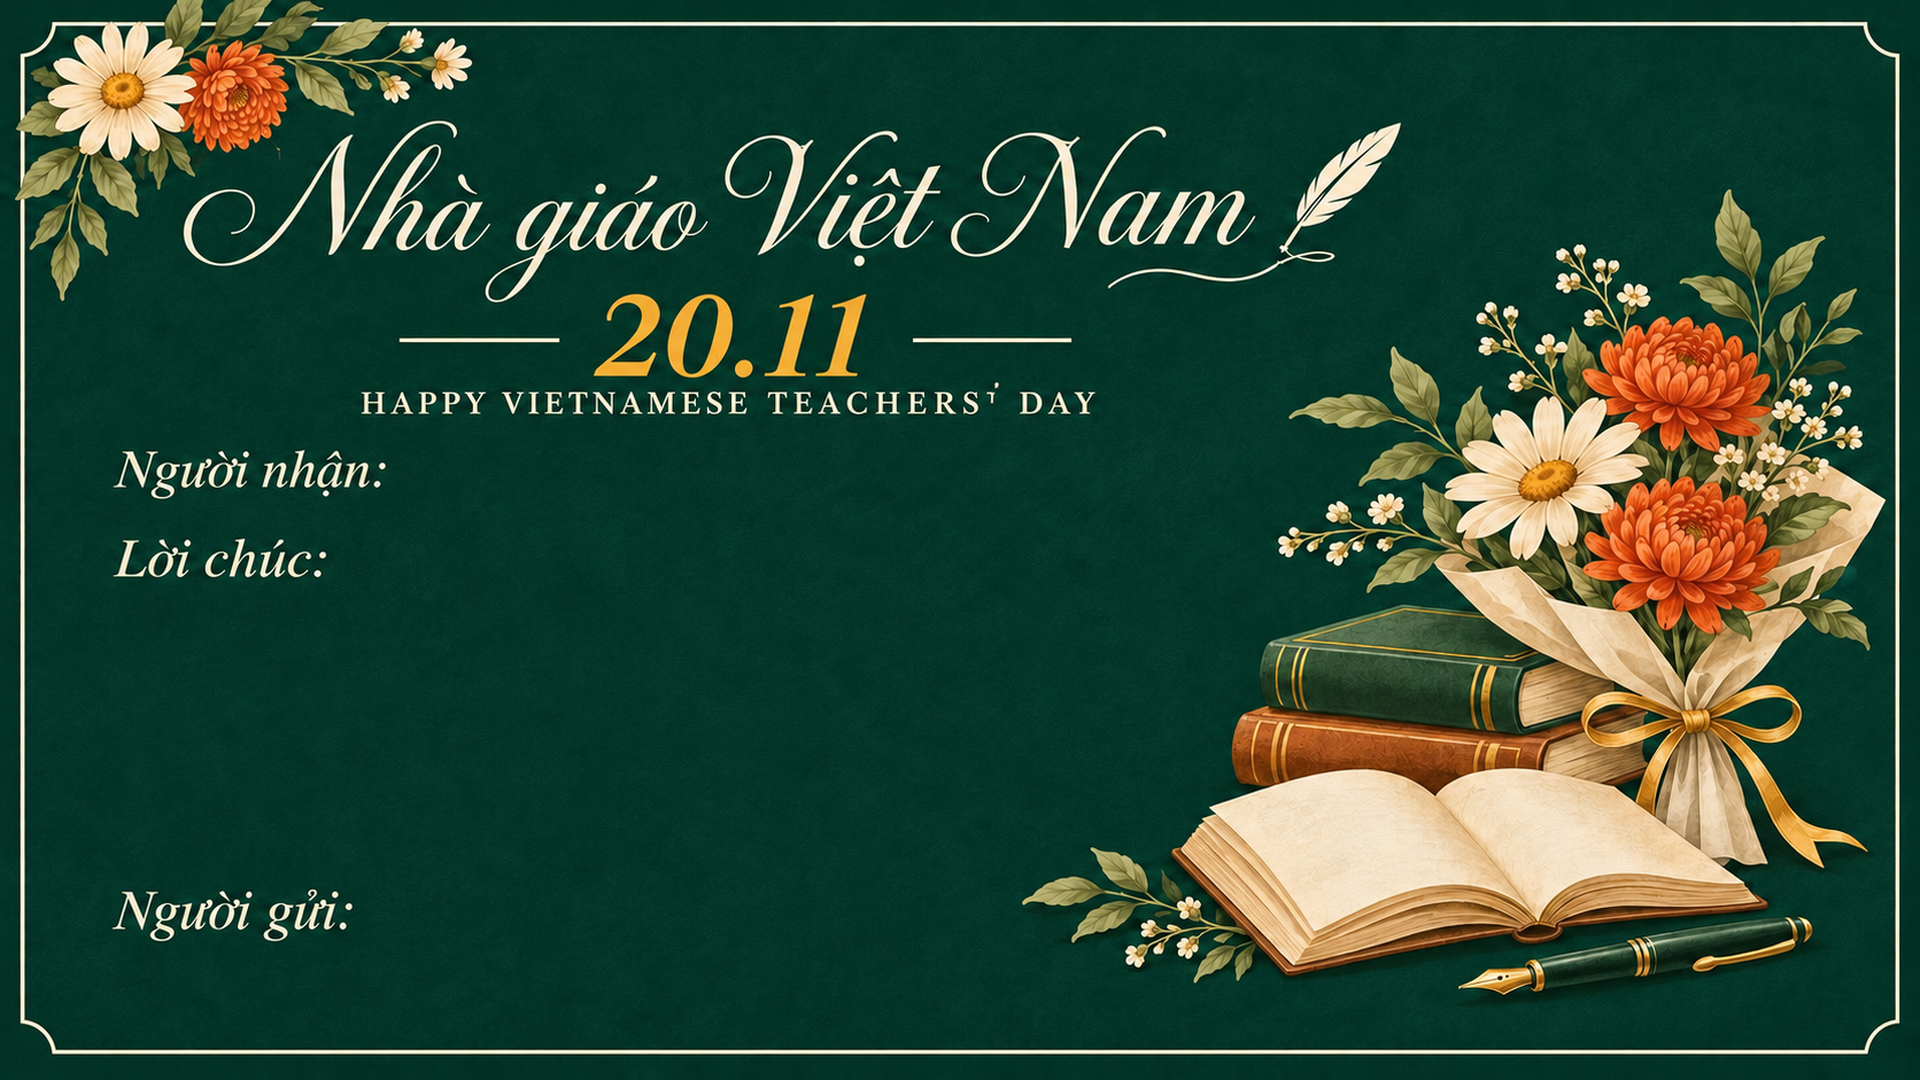 Nhà giáo Việt Nam
20.11
HAPPY VIETNAMESE TEACHERS' DAY
Người nhận:
Lời chúc:
Người gửi: